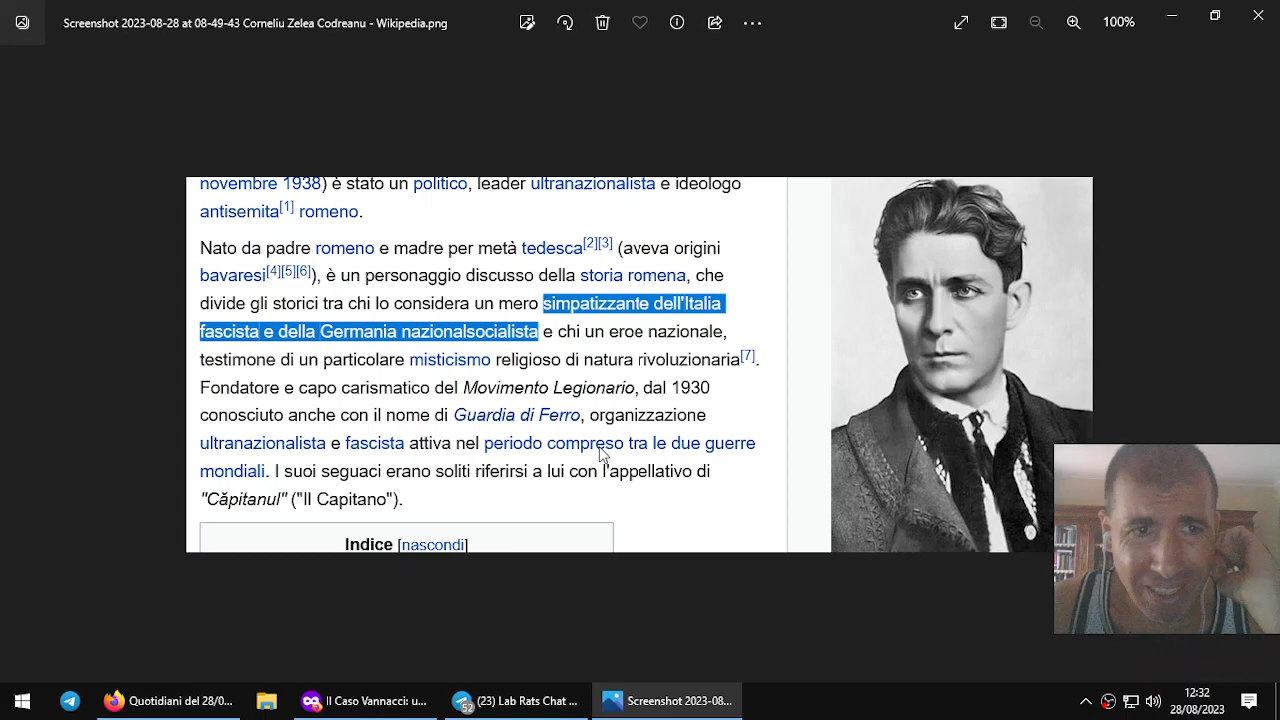 Screenshot 2023-08-28 at 08-49-43 Corneliu Zelea Codreanu - Wikipedia.png
100%
novembre 1938) è stato un politico, leader ultranazionalista e ideologo
antisemita[1] romeno.
Nato da padre romeno e madre per metà tedesca[2][3] (aveva origini
bavaresi[4][5][6]), è un personaggio discusso della storia romena, che
divide gli storici tra chi lo considera un mero simpatizzante dell'Italia
fascista e della Germania nazionalsocialista e chi un eroe nazionale,
testimone di un particolare misticismo religioso di natura rivoluzionaria[7].
Fondatore e capo carismatico del Movimento Legionario, dal 1930
conosciuto anche con il nome di Guardia di Ferro, organizzazione
ultranazionalista e fascista attiva nel periodo compreso tra le due guerre
mondiali. I suoi seguaci erano soliti riferirsi a lui con l'appellativo di
"Căpitanul" ("Il Capitano").
Indice [nascondi]
Quotidiani del 28/0...
Il Caso Vannacci: u...
52
(23) Lab Rats Chat ...
Screenshot 2023-08...
12:32
28/08/2023